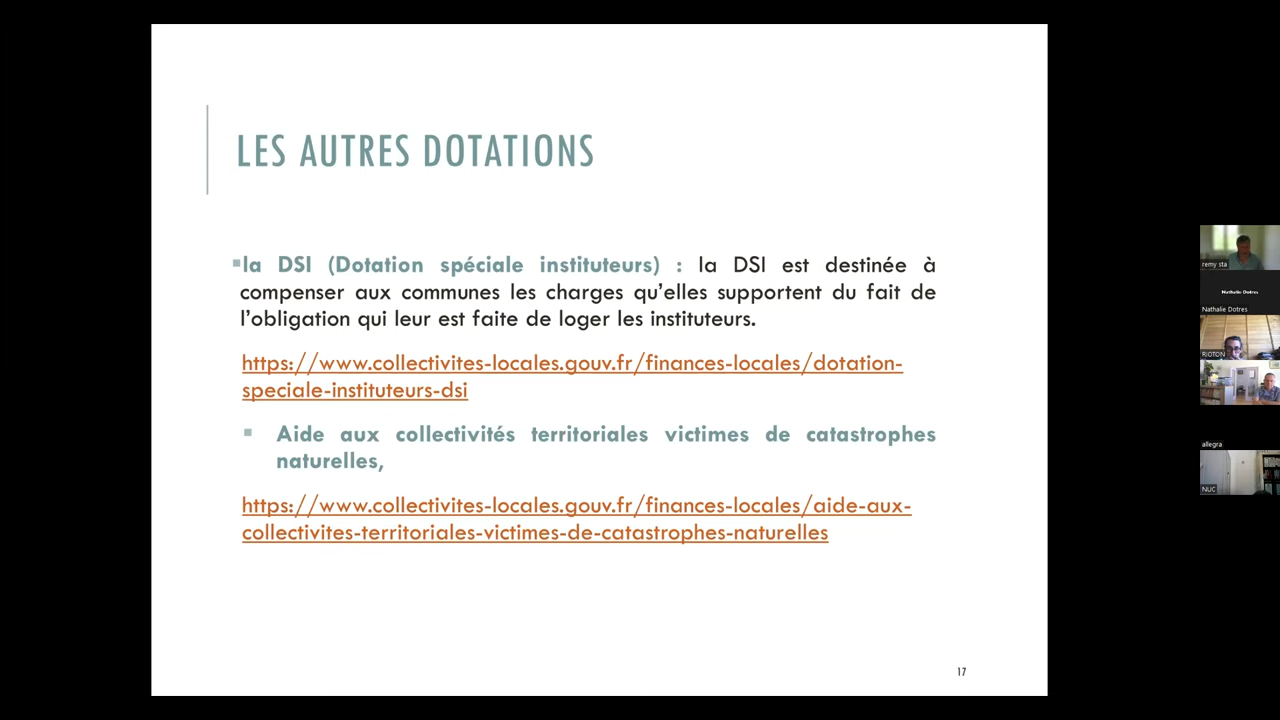 LES AUTRES DOTATIONS
▪la DSI (Dotation spéciale instituteurs) : la DSI est destinée à
compenser aux communes les charges qu'elles supportent du fait de
l'obligation qui leur est faite de loger les instituteurs.
https://www.collectivites-locales.gouv.fr/finances-locales/dotation-
speciale-instituteurs-dsi
▪ Aide aux collectivités territoriales victimes de catastrophes
naturelles,
https://www.collectivites-locales.gouv.fr/finances-locales/aide-aux-
collectivites-territoriales-victimes-de-catastrophes-naturelles
17
remy sta
Nathalie Dotres
Nathalie Dotres
RIOTON
allegra
NUC